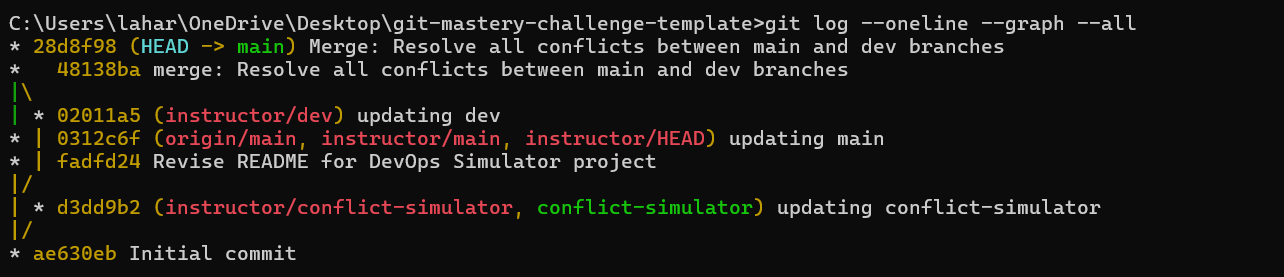 C:\Users\lahar\OneDrive\Desktop\git-mastery-challenge-template>git log --oneline --graph --all
* 28d8f98 (HEAD -> main) Merge: Resolve all conflicts between main and dev branches
*   48138ba merge: Resolve all conflicts between main and dev branches
|\
| * 02011a5 (instructor/dev) updating dev
* | 0312c6f (origin/main, instructor/main, instructor/HEAD) updating main
* | fadfd24 Revise README for DevOps Simulator project
|/
| * d3dd9b2 (instructor/conflict-simulator, conflict-simulator) updating conflict-simulator
|/
* ae630eb Initial commit